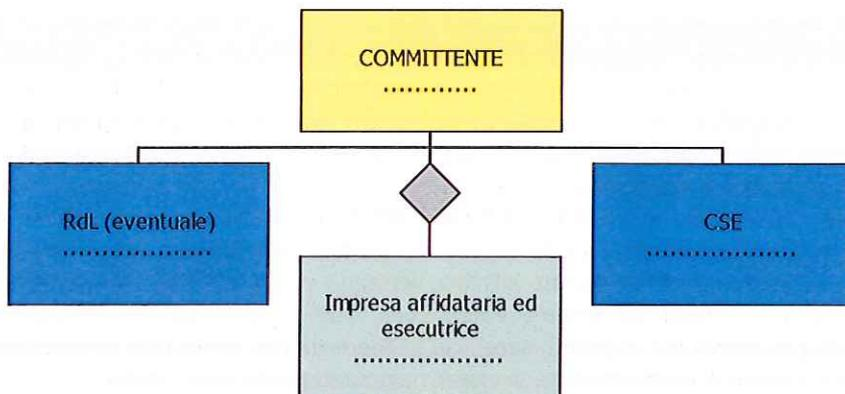 COMMITTENTE
............
RdL (eventuale)
..................
CSE
..................
Impresa affidataria ed
esecutrice
..................